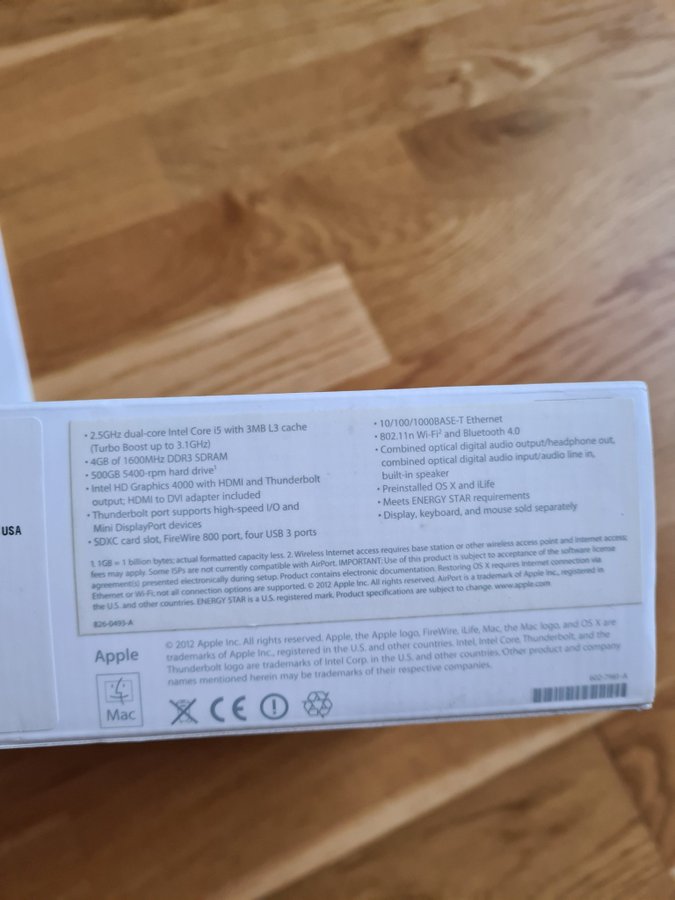 USA
• 2.5GHz dual-core Intel Core i5 with 3MB L3 cache
(Turbo Boost up to 3.1GHz)
• 4GB of 1600MHz DDR3 SDRAM
• 500GB 5400-rpm hard drive¹
• Intel HD Graphics 4000 with HDMI and Thunderbolt
output; HDMI to DVI adapter included
• Thunderbolt port supports high-speed I/O and
Mini DisplayPort devices
• SDXC card slot, FireWire 800 port, four USB 3 ports
• 10/100/1000BASE-T Ethernet
• 802.11n Wi-Fi² and Bluetooth 4.0
• Combined optical digital audio output/headphone out,
combined optical digital audio input/audio line in,
built-in speaker
• Preinstalled OS X and iLife
• Meets ENERGY STAR requirements
• Display, keyboard, and mouse sold separately
1. 1GB = 1 billion bytes; actual formatted capacity less. 2. Wireless Internet access requires base station or other wireless access point and Internet access;
fees may apply. Some ISPs are not currently compatible with AirPort. IMPORTANT: Use of this product is subject to acceptance of the software license
agreement(s) presented electronically during setup. Product contains electronic documentation. Restoring OS X requires Internet connection via
Ethernet or Wi-Fi; not all connection options are supported. © 2012 Apple Inc. All rights reserved. AirPort is a trademark of Apple Inc., registered in
the U.S. and other countries. ENERGY STAR is a U.S. registered mark. Product specifications are subject to change. www.apple.com
826-0493-A
Apple
Mac
© 2012 Apple Inc. All rights reserved. Apple, the Apple logo, FireWire, iLife, Mac, the Mac logo, and OS X are
trademarks of Apple Inc., registered in the U.S. and other countries. Intel, Intel Core, Thunderbolt, and the
Thunderbolt logo are trademarks of Intel Corp. in the U.S. and other countries. Other product and company
names mentioned herein may be trademarks of their respective companies.
CE